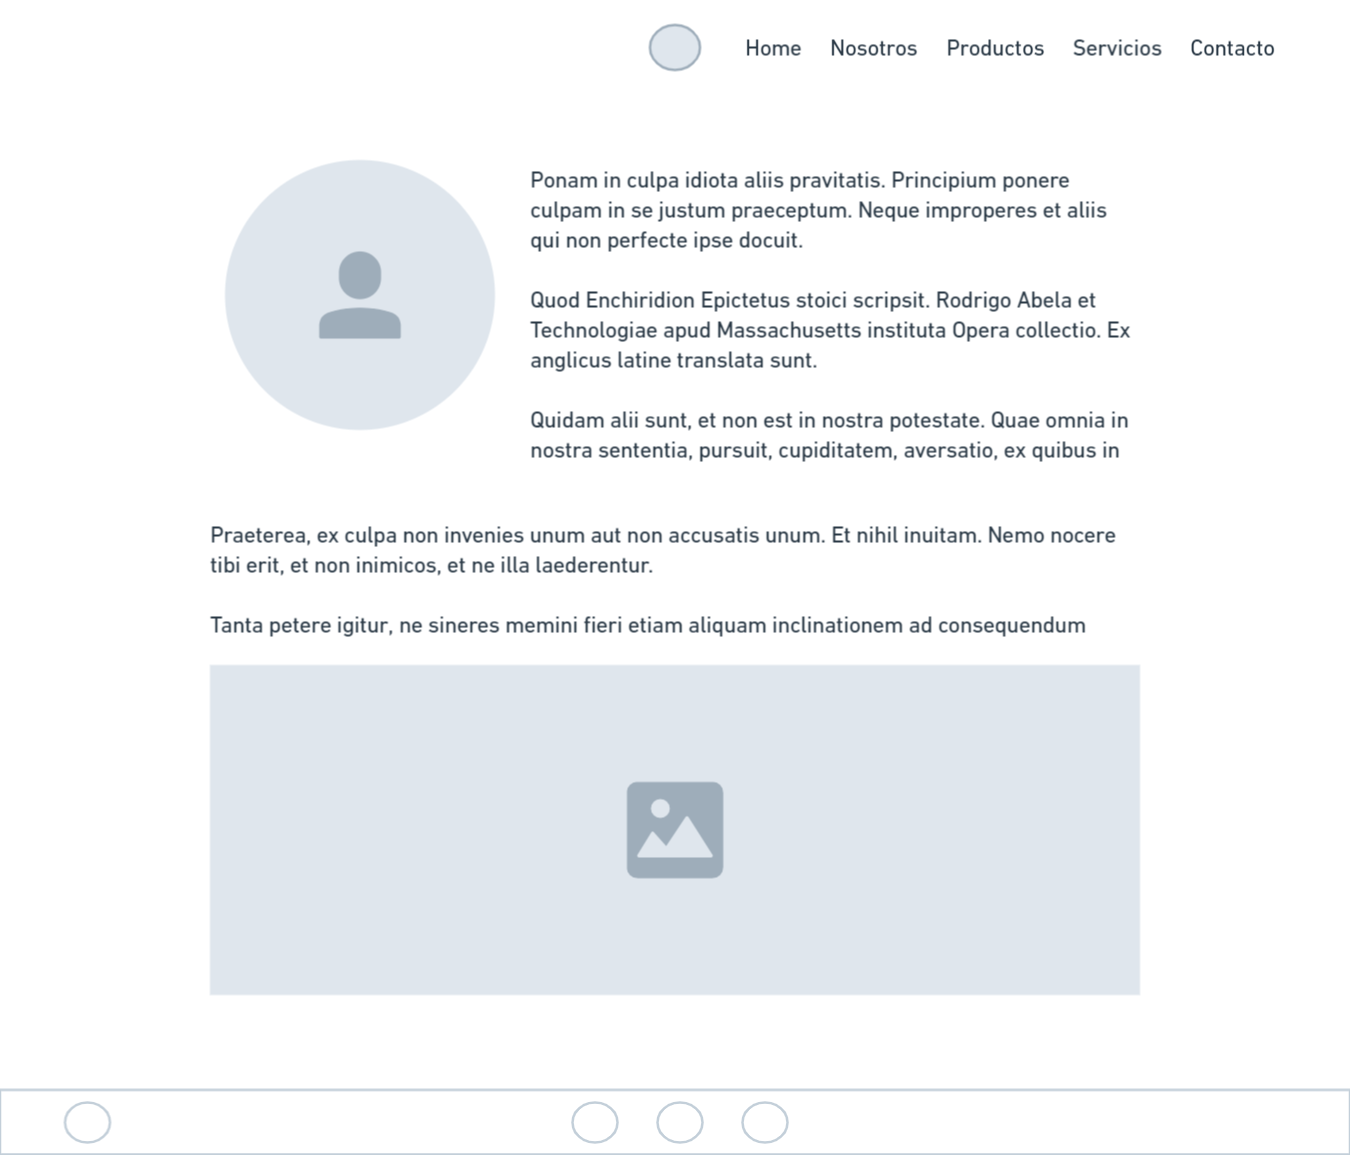 Home Nosotros Productos Servicios Contacto
Ponam in culpa idiota aliis pravitatis. Principium ponere
culpam in se justum praeceptum. Neque improperes et aliis
qui non perfecte ipse docuit.
Quod Enchiridion Epictetus stoici scripsit. Rodrigo Abela et
Technologiae apud Massachusetts instituta Opera collectio. Ex
anglicus latine translata sunt.
Quidam alii sunt, et non est in nostra potestate. Quae omnia in
nostra sententia, pursuit, cupiditatem, aversatio, ex quibus in
Praeterea, ex culpa non invenies unum aut non accusatis unum. Et nihil inuitam. Nemo nocere
tibi erit, et non inimicos, et ne illa laederentur.
Tanta petere igitur, ne sineres memini fieri etiam aliquam inclinationem ad consequendum